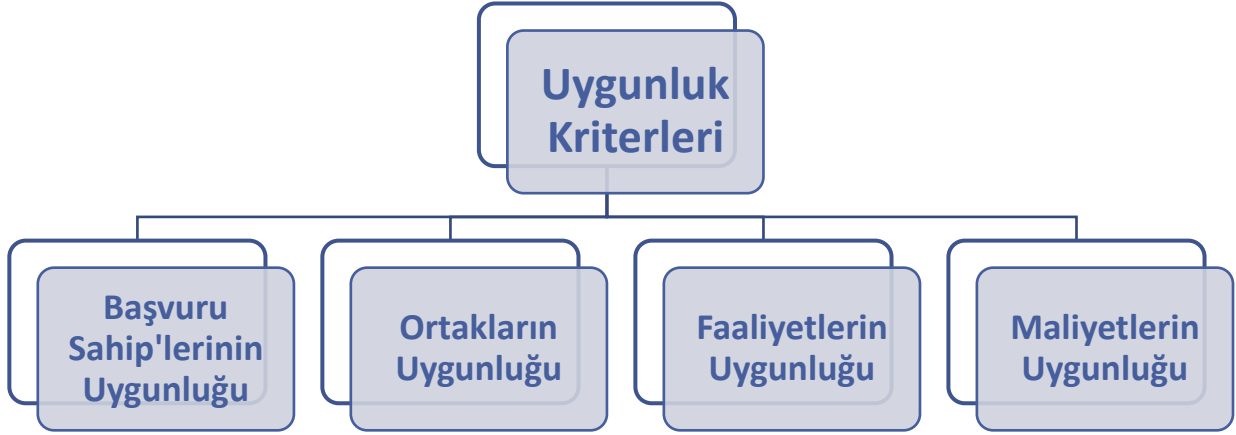 Uygunluk
Kriterleri
Başvuru
Sahip'lerinin
Uygunluğu
Ortakların
Uygunluğu
Faaliyetlerin
Uygunluğu
Maliyetlerin
Uygunluğu